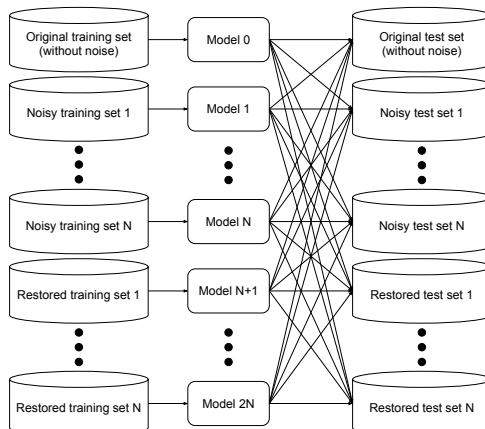 Original training set
(without noise)
Model 0
Original test set
(without noise)
Noisy training set 1
Model 1
Noisy test set 1
Noisy training set N
Model N
Noisy test set N
Restored training set 1
Model N+1
Restored test set 1
Restored training set N
Model 2N
Restored test set N